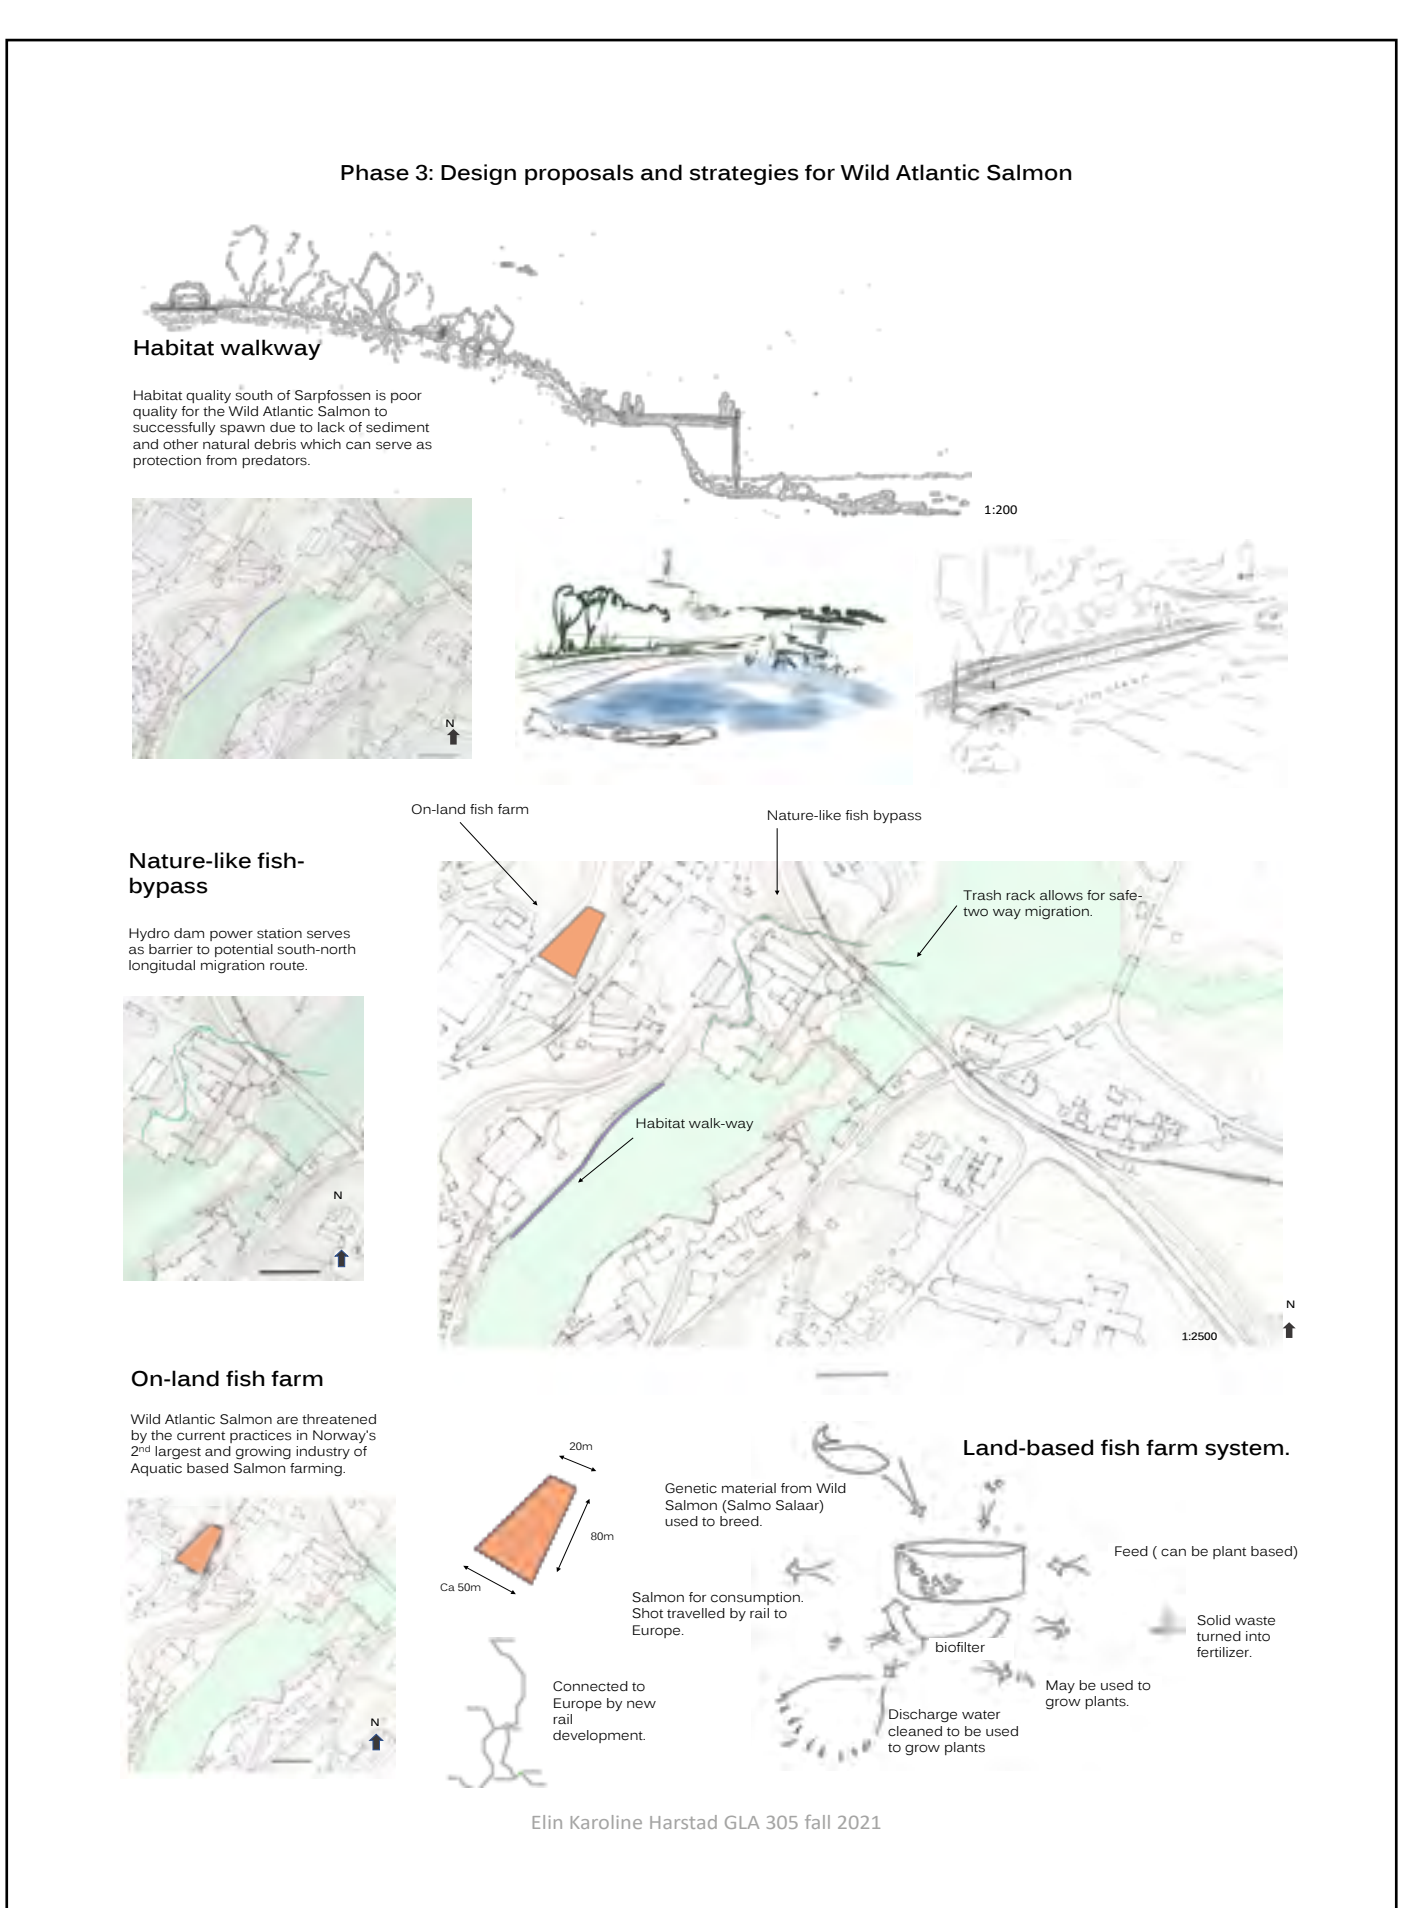 Phase 3: Design proposals and strategies for Wild Atlantic Salmon
Habitat walkway
Habitat quality south of Sarpfossen is poor
quality for the Wild Atlantic Salmon to
successfully spawn due to lack of sediment
and other natural debris which can serve as
protection from predators.
1:200
N
On-land fish farm
Nature-like fish bypass
Nature-like fish-
bypass
Hydro dam power station serves
as barrier to potential south-north
longitudal migration route.
N
Trash rack allows for safe-
two way migration.
Habitat walk-way
1:2500
N
On-land fish farm
Wild Atlantic Salmon are threatened
by the current practices in Norway's
2nd largest and growing industry of
Aquatic based Salmon farming.
N
20m
80m
Ca 50m
Connected to
Europe by new
rail
development.
Land-based fish farm system.
Genetic material from Wild
Salmon (Salmo Salaar)
used to breed.
Salmon for consumption.
Shot travelled by rail to
Europe.
Feed ( can be plant based)
Solid waste
turned into
fertilizer.
biofilter
May be used to
grow plants.
Discharge water
cleaned to be used
to grow plants
Elin Karoline Harstad GLA 305 fall 2021